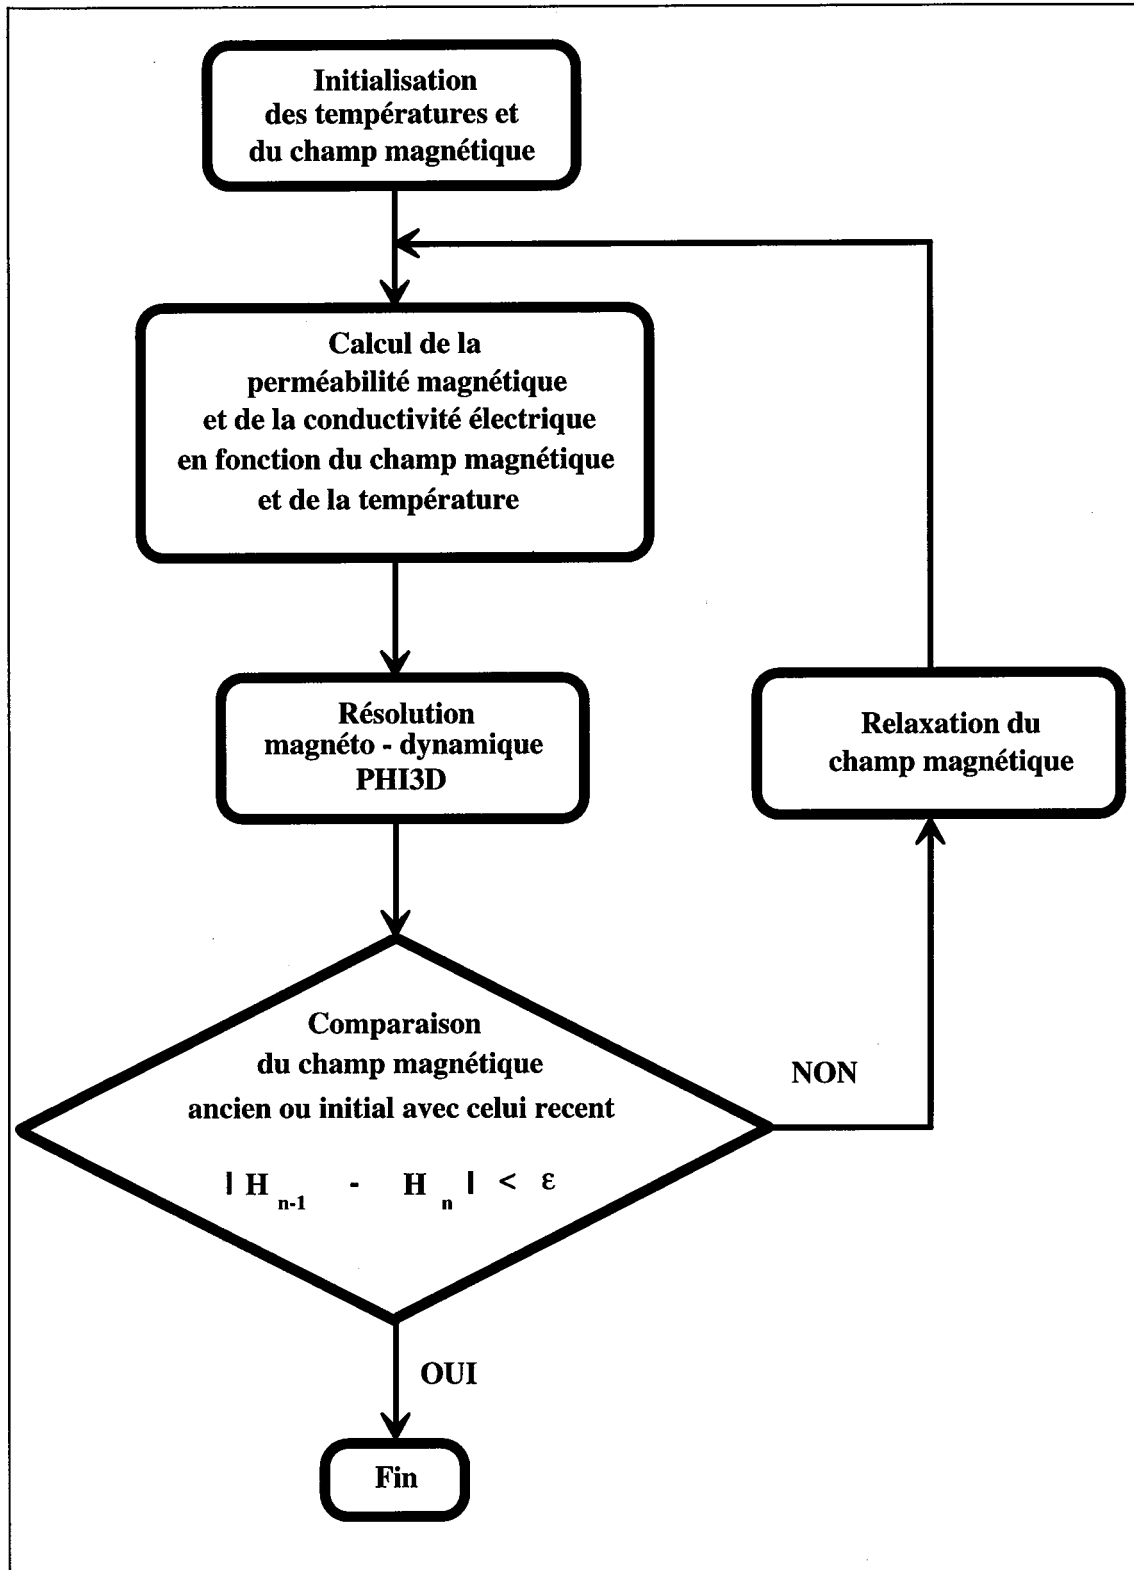 Initialisation
des températures et
du champ magnétique
Calcul de la
perméabilité magnétique
et de la conductivité électrique
en fonction du champ magnétique
et de la température
Résolution
magnéto - dynamique
PHI3D
Relaxation du
champ magnétique
Comparaison
du champ magnétique
ancien ou initial avec celui recent
| H n-1 - H n | < ε
NON
OUI
Fin